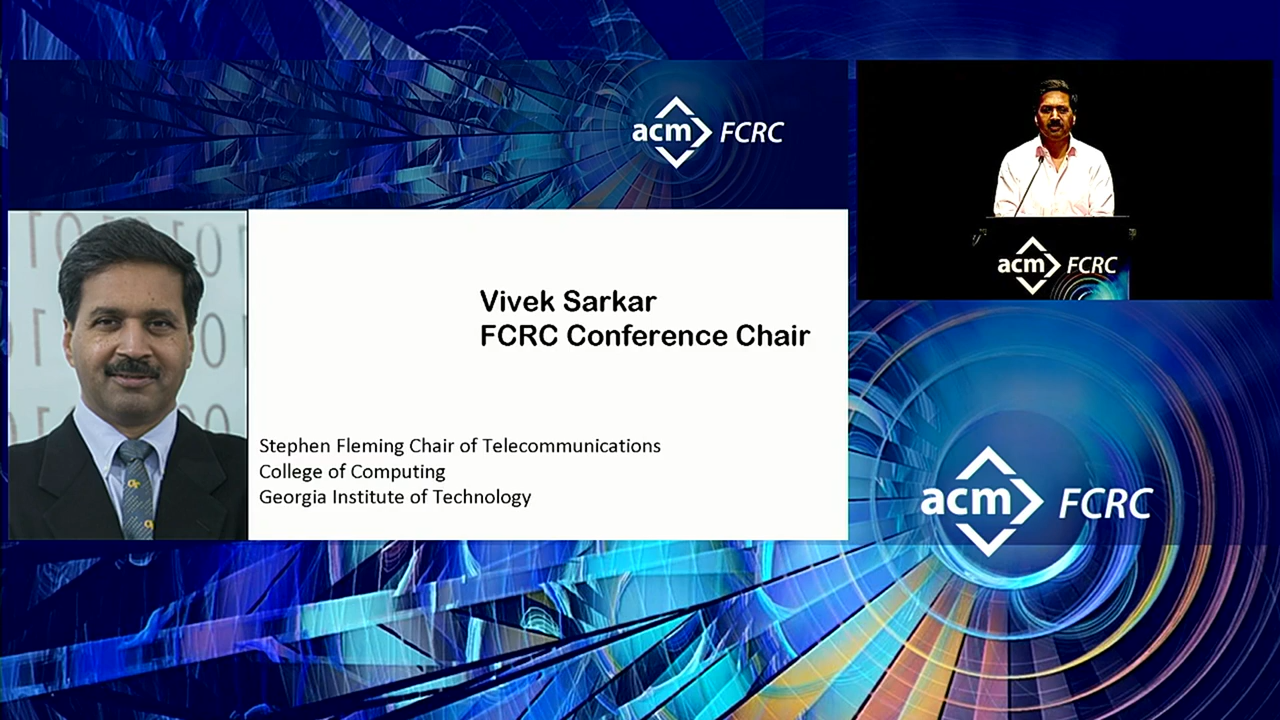 acm FCRC
Vivek Sarkar
FCRC Conference Chair
Stephen Fleming Chair of Telecommunications
College of Computing
Georgia Institute of Technology
acm FCRC
acm FCRC